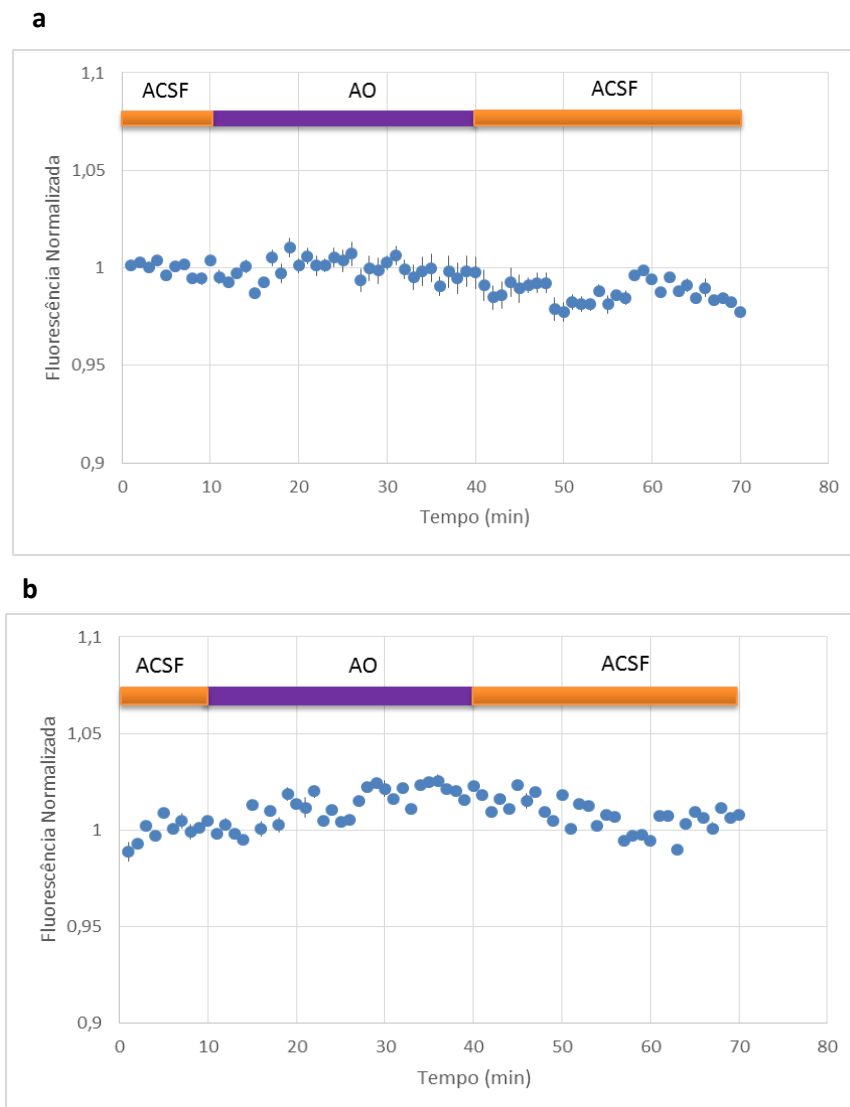 a
1,1
ACSF AO ACSF
1,05
1
0,95
0,9
0 10 20 30 40 50 60 70 80
Fluorescência Normalizada
Tempo (min)
b
1,1
ACSF AO ACSF
1,05
1
0,95
0,9
0 10 20 30 40 50 60 70 80
Fluorescência Normalizada
Tempo (min)